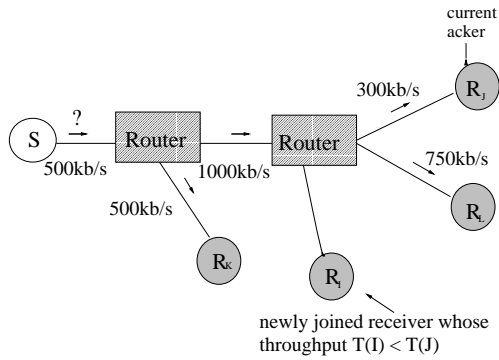 current
acker
300kb/s
R_J
?
S
Router
Router
500kb/s
1000kb/s
750kb/s
500kb/s
R_L
R_K
R_I
newly joined receiver whose
throughput T(I) < T(J)